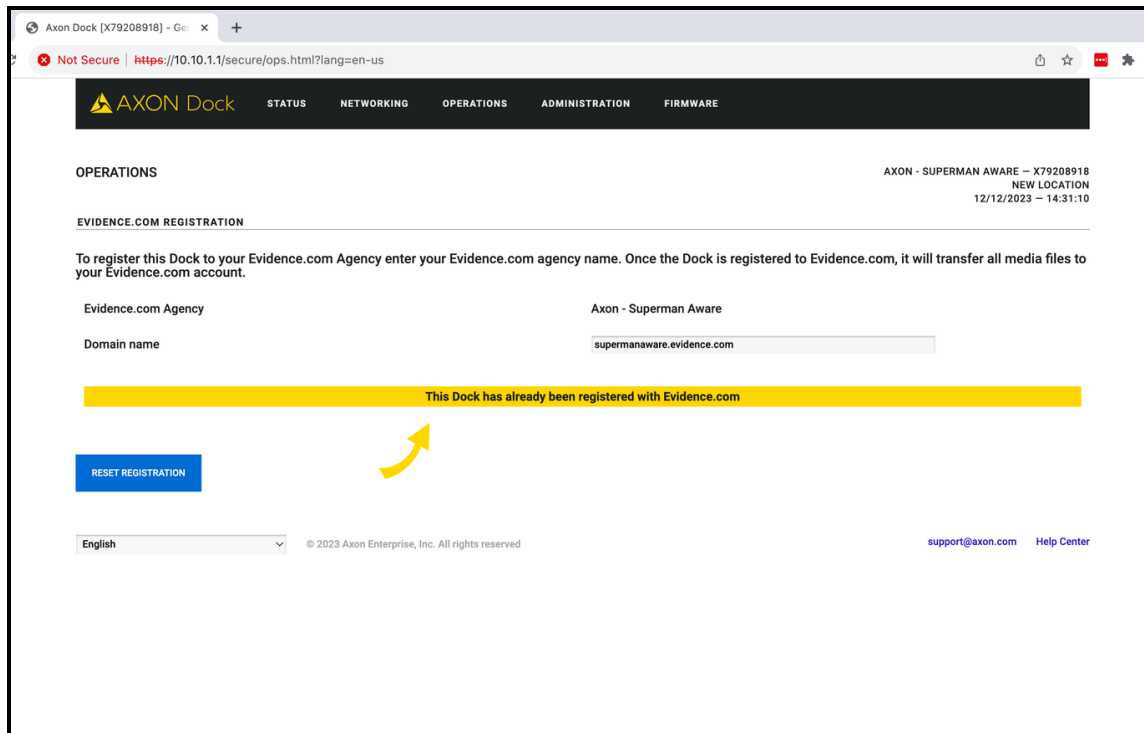 Axon Dock [X79208918] - Ge
Not Secure | https://10.10.1.1/secure/ops.html?lang=en-us
AXON Dock STATUS NETWORKING OPERATIONS ADMINISTRATION FIRMWARE
OPERATIONS
AXON - SUPERMAN AWARE — X79208918
NEW LOCATION
12/12/2023 — 14:31:10
EVIDENCE.COM REGISTRATION
To register this Dock to your Evidence.com Agency enter your Evidence.com agency name. Once the Dock is registered to Evidence.com, it will transfer all media files to
your Evidence.com account.
Evidence.com Agency Axon - Superman Aware
Domain name supermanaware.evidence.com
This Dock has already been registered with Evidence.com
RESET REGISTRATION
English © 2023 Axon Enterprise, Inc. All rights reserved support@axon.com Help Center